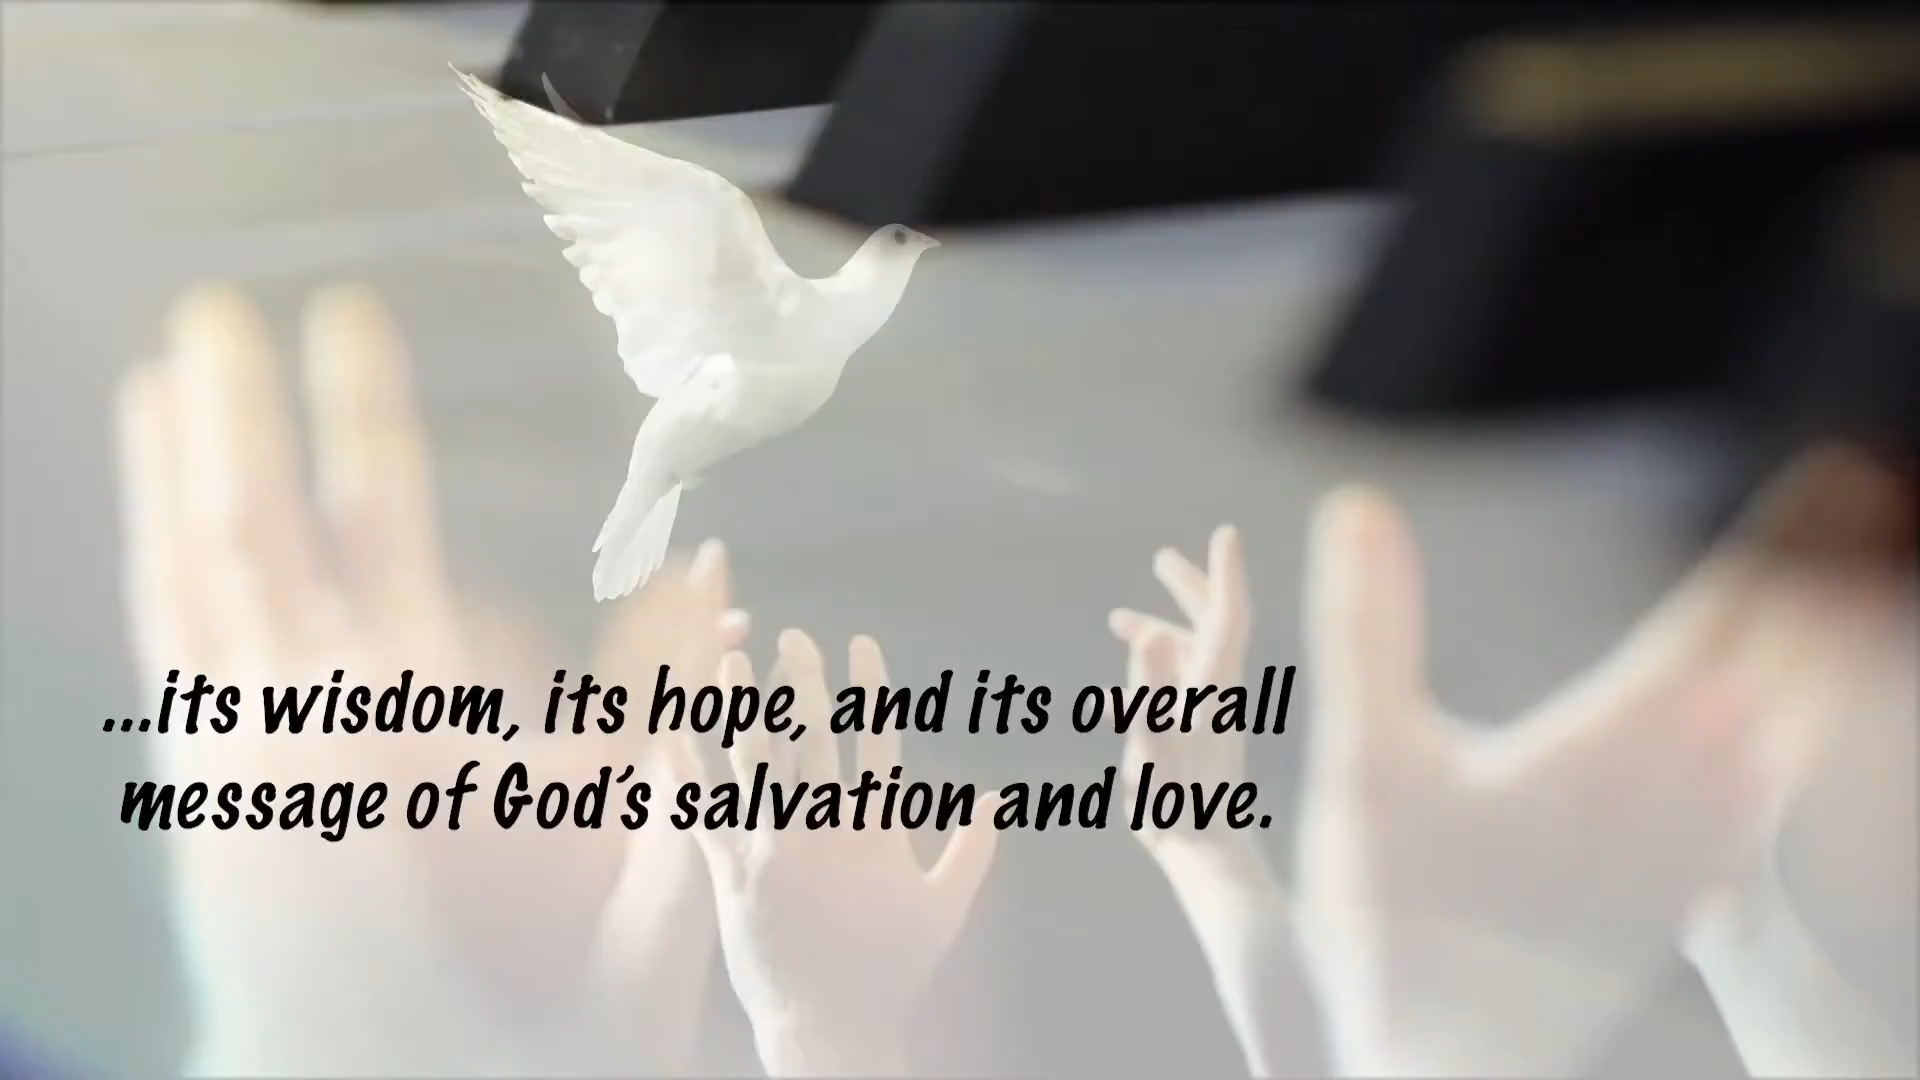 ...its wisdom, its hope, and its overall
message of God's salvation and love.